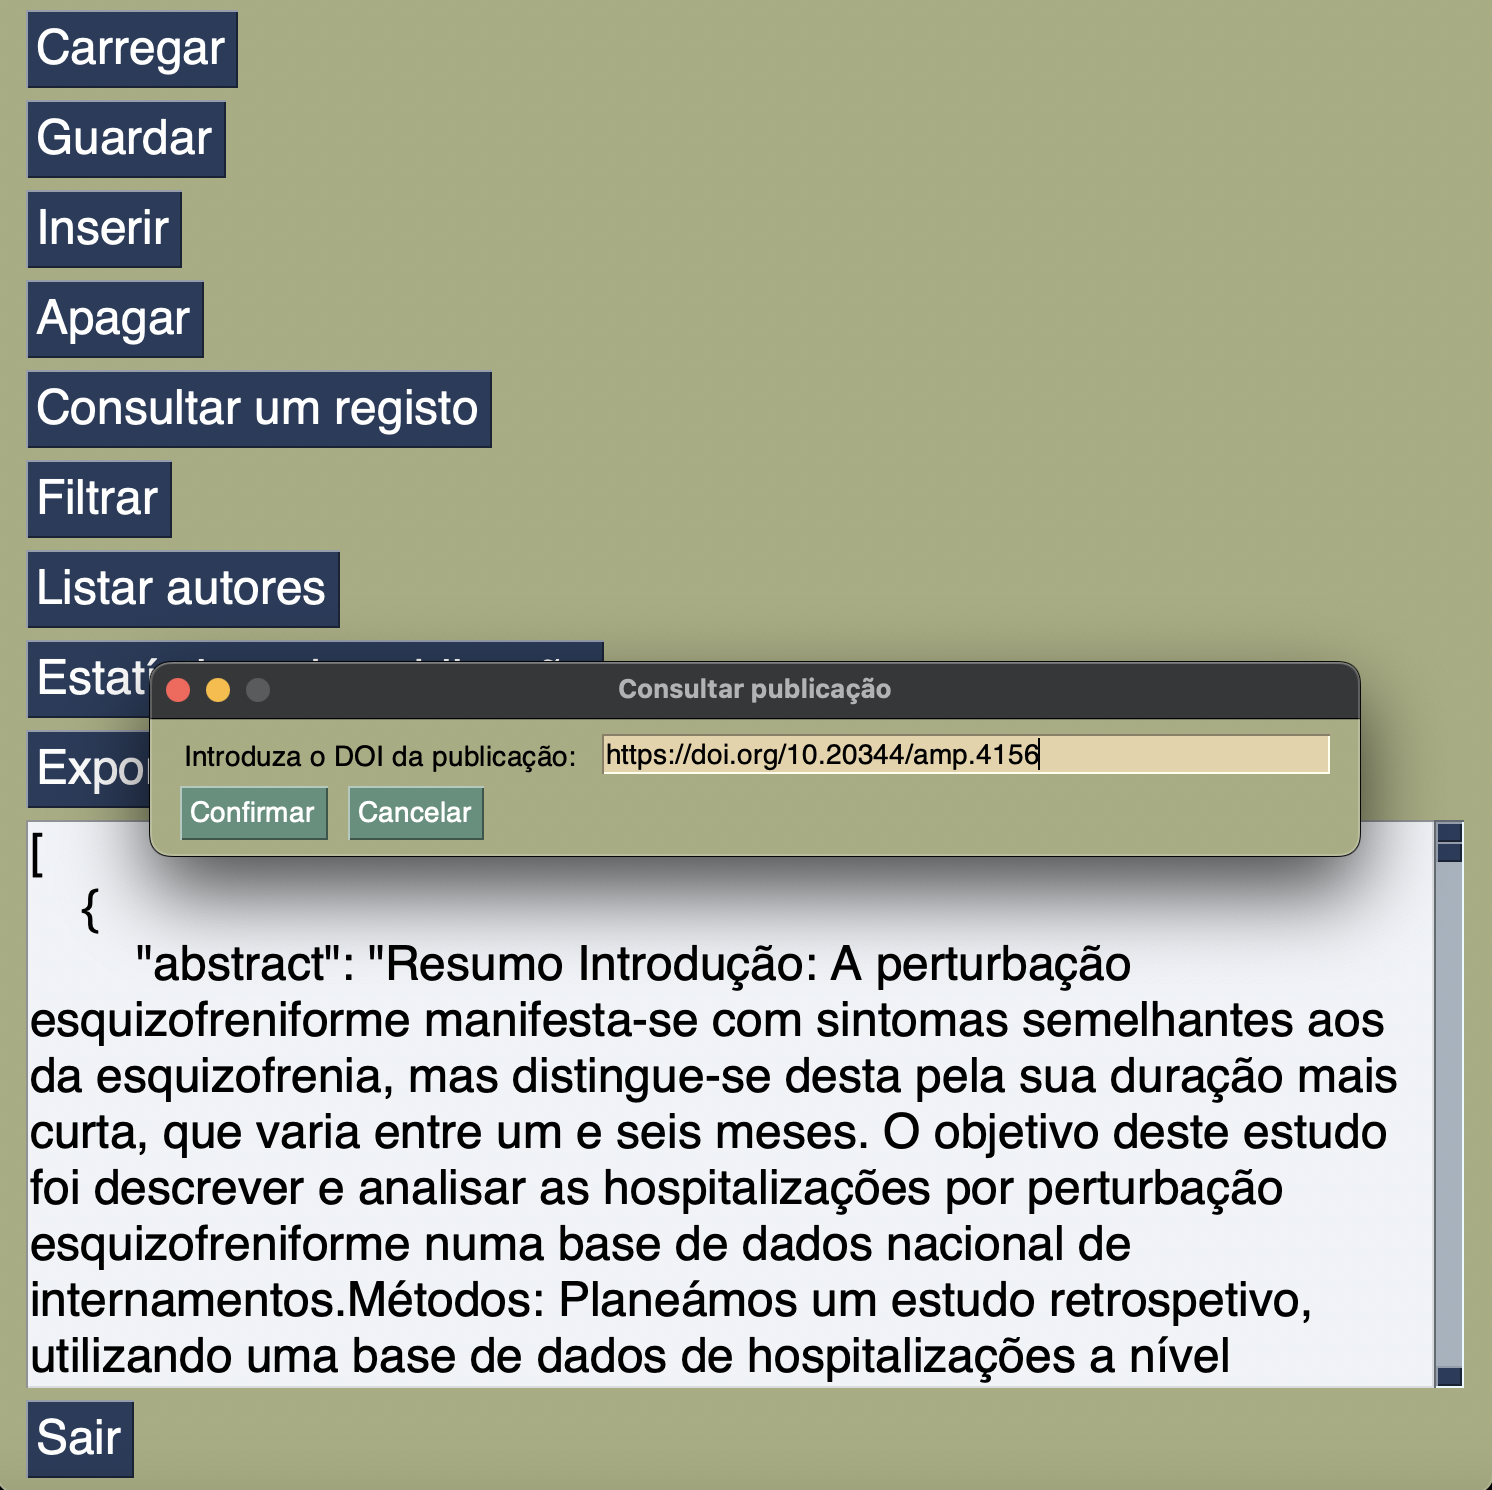 Carregar
Guardar
Inserir
Apagar
Consultar um registo
Filtrar
Listar autores
Consultar publicação
Introduza o DOI da publicação: https://doi.org/10.20344/amp.4156
Confirmar Cancelar
[
{
"abstract": "Resumo Introdução: A perturbação
esquizofreniforme manifesta-se com sintomas semelhantes aos
da esquizofrenia, mas distingue-se desta pela sua duração mais
curta, que varia entre um e seis meses. O objetivo deste estudo
foi descrever e analisar as hospitalizações por perturbação
esquizofreniforme numa base de dados nacional de
internamentos.Métodos: Planeámos um estudo retrospetivo,
utilizando uma base de dados de hospitalizações a nível
Sair